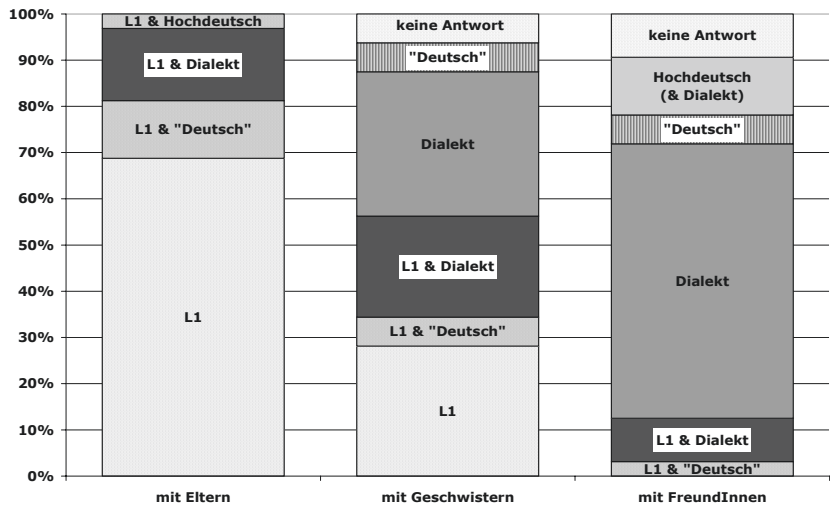 100%
90%
80%
70%
60%
50%
40%
30%
20%
10%
0%
L1 & Hochdeutsch
L1 & Dialekt
L1 & "Deutsch"
L1
keine Antwort
"Deutsch"
Dialekt
L1 & Dialekt
L1 & "Deutsch"
L1
keine Antwort
Hochdeutsch
(& Dialekt)
"Deutsch"
Dialekt
L1 & Dialekt
L1 & "Deutsch"
mit Eltern
mit Geschwistern
mit FreundInnen